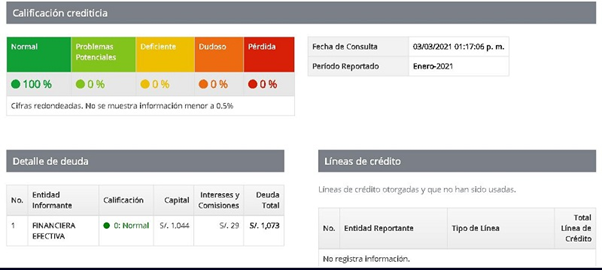 Calificación crediticia
Normal
Problemas
Potenciales
Deficiente
Dudoso
Pérdida
100 %
0 %
0 %
0 %
0 %
Cifras redondeadas. No se muestra información menor a 0.5%
Fecha de Consulta 03/03/2021 01:17:06 p. m.
Período Reportado Enero-2021
Detalle de deuda
No. Entidad Informante Calificación Capital Intereses y Comisiones Deuda Total
1 FINANCIERA EFECTIVA 0: Normal S/. 1,044 S/. 29 S/. 1,073
Líneas de crédito
Líneas de crédito otorgadas y que no han sido usadas.
No. Entidad Reportante Tipo de Línea Total Línea de Crédito
No registra información.